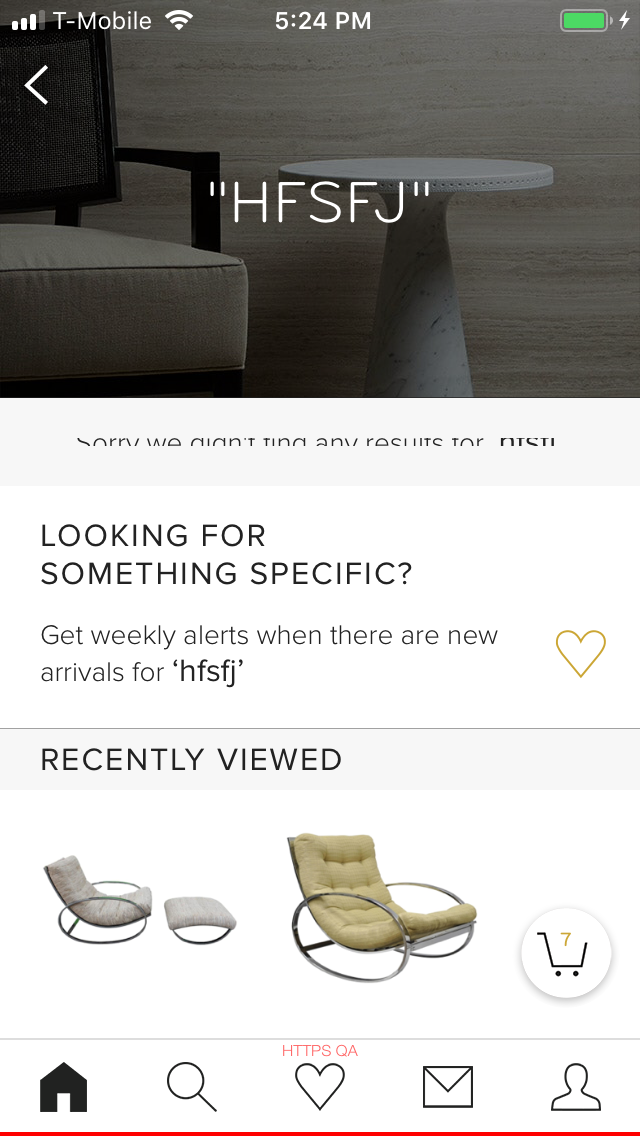 T-Mobile 5:24 PM
"HFSFJ"
Sorry we didn't find any results for "hfsfj"
LOOKING FOR
SOMETHING SPECIFIC?
Get weekly alerts when there are new
arrivals for ‘hfsfj’
RECENTLY VIEWED
7
HTTPS QA